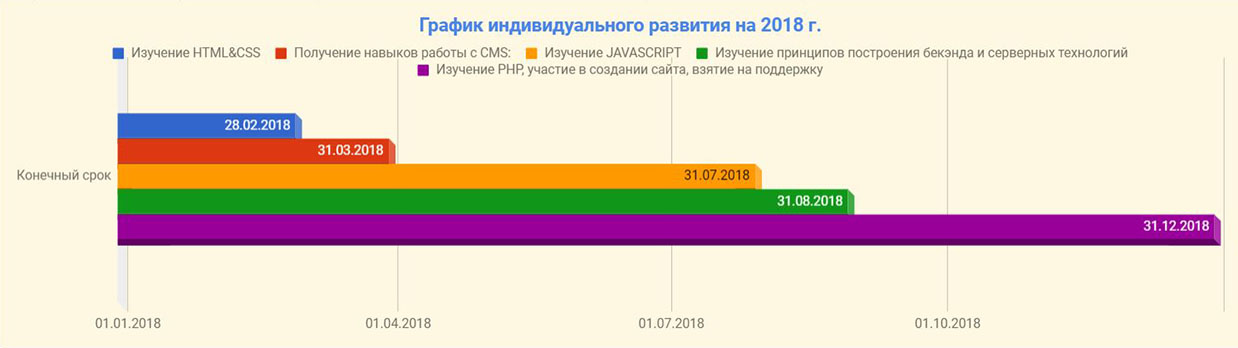 График индивидуального развития на 2018 г.
Изучение HTML&CSS Получение навыков работы с CMS: Изучение JAVASCRIPT Изучение принципов построения бекэнда и серверных технологий
Изучение PHP, участие в создании сайта, взятие на поддержку
28.02.2018
31.03.2018
Конечный срок 31.07.2018
31.08.2018
31.12.2018
01.01.2018 01.04.2018 01.07.2018 01.10.2018